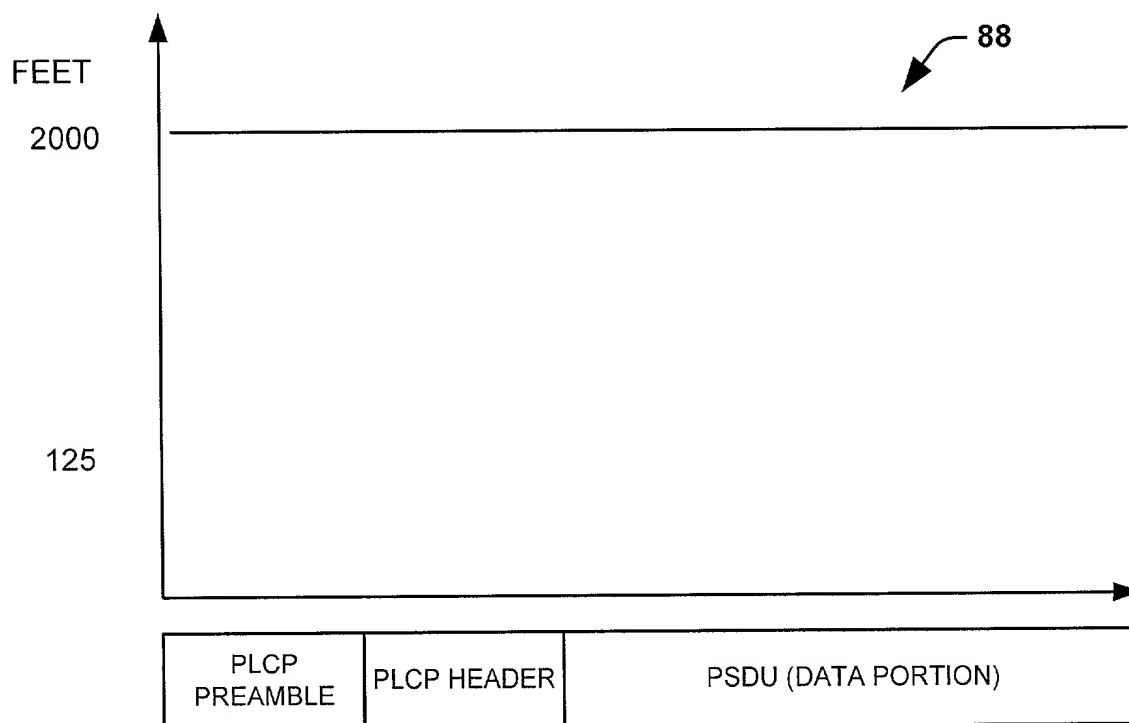 88
FEET
2000
125
PLCP
PREAMBLE
PLCP HEADER
PSDU (DATA PORTION)